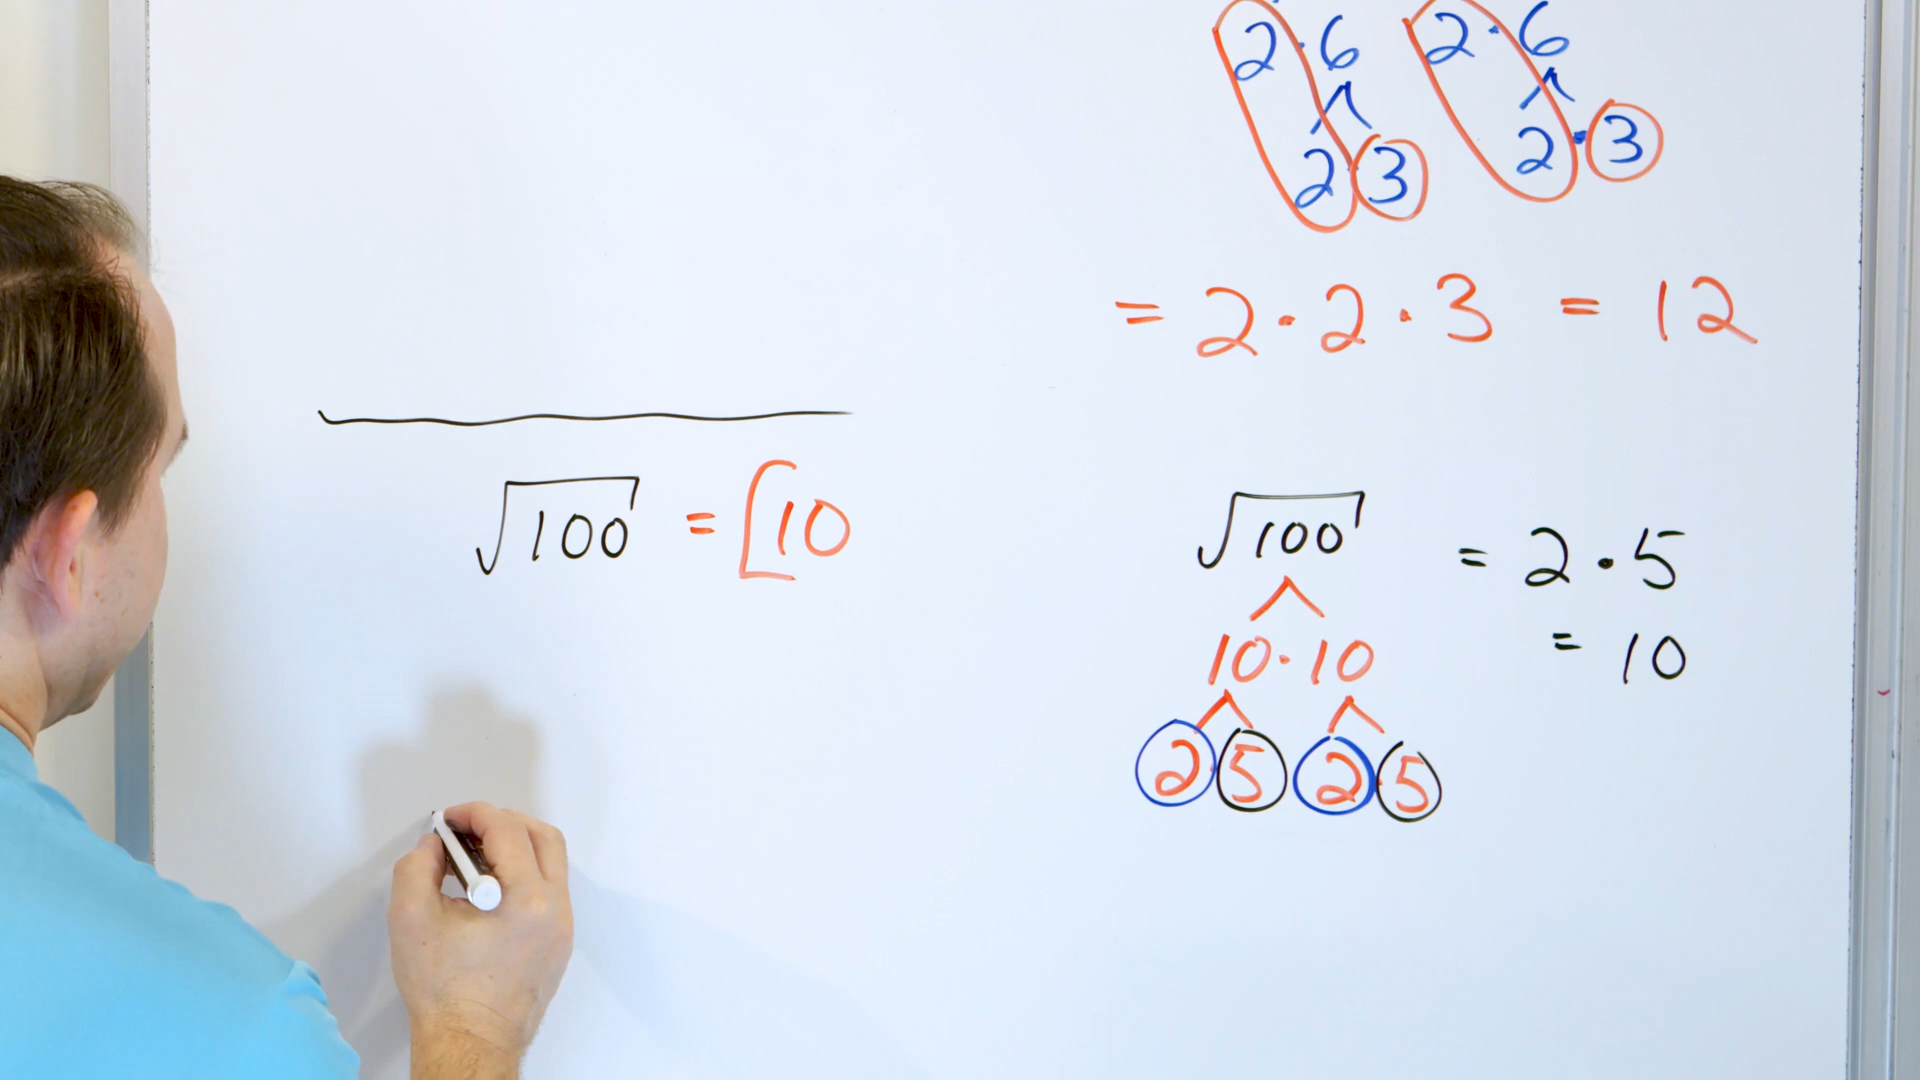 2 · 6 2 · 6
2 3 2 · 3
= 2 · 2 · 3 = 12
√100 = [10
√100 = 2 · 5
= 10
10 · 10
2 · 5 2 · 5